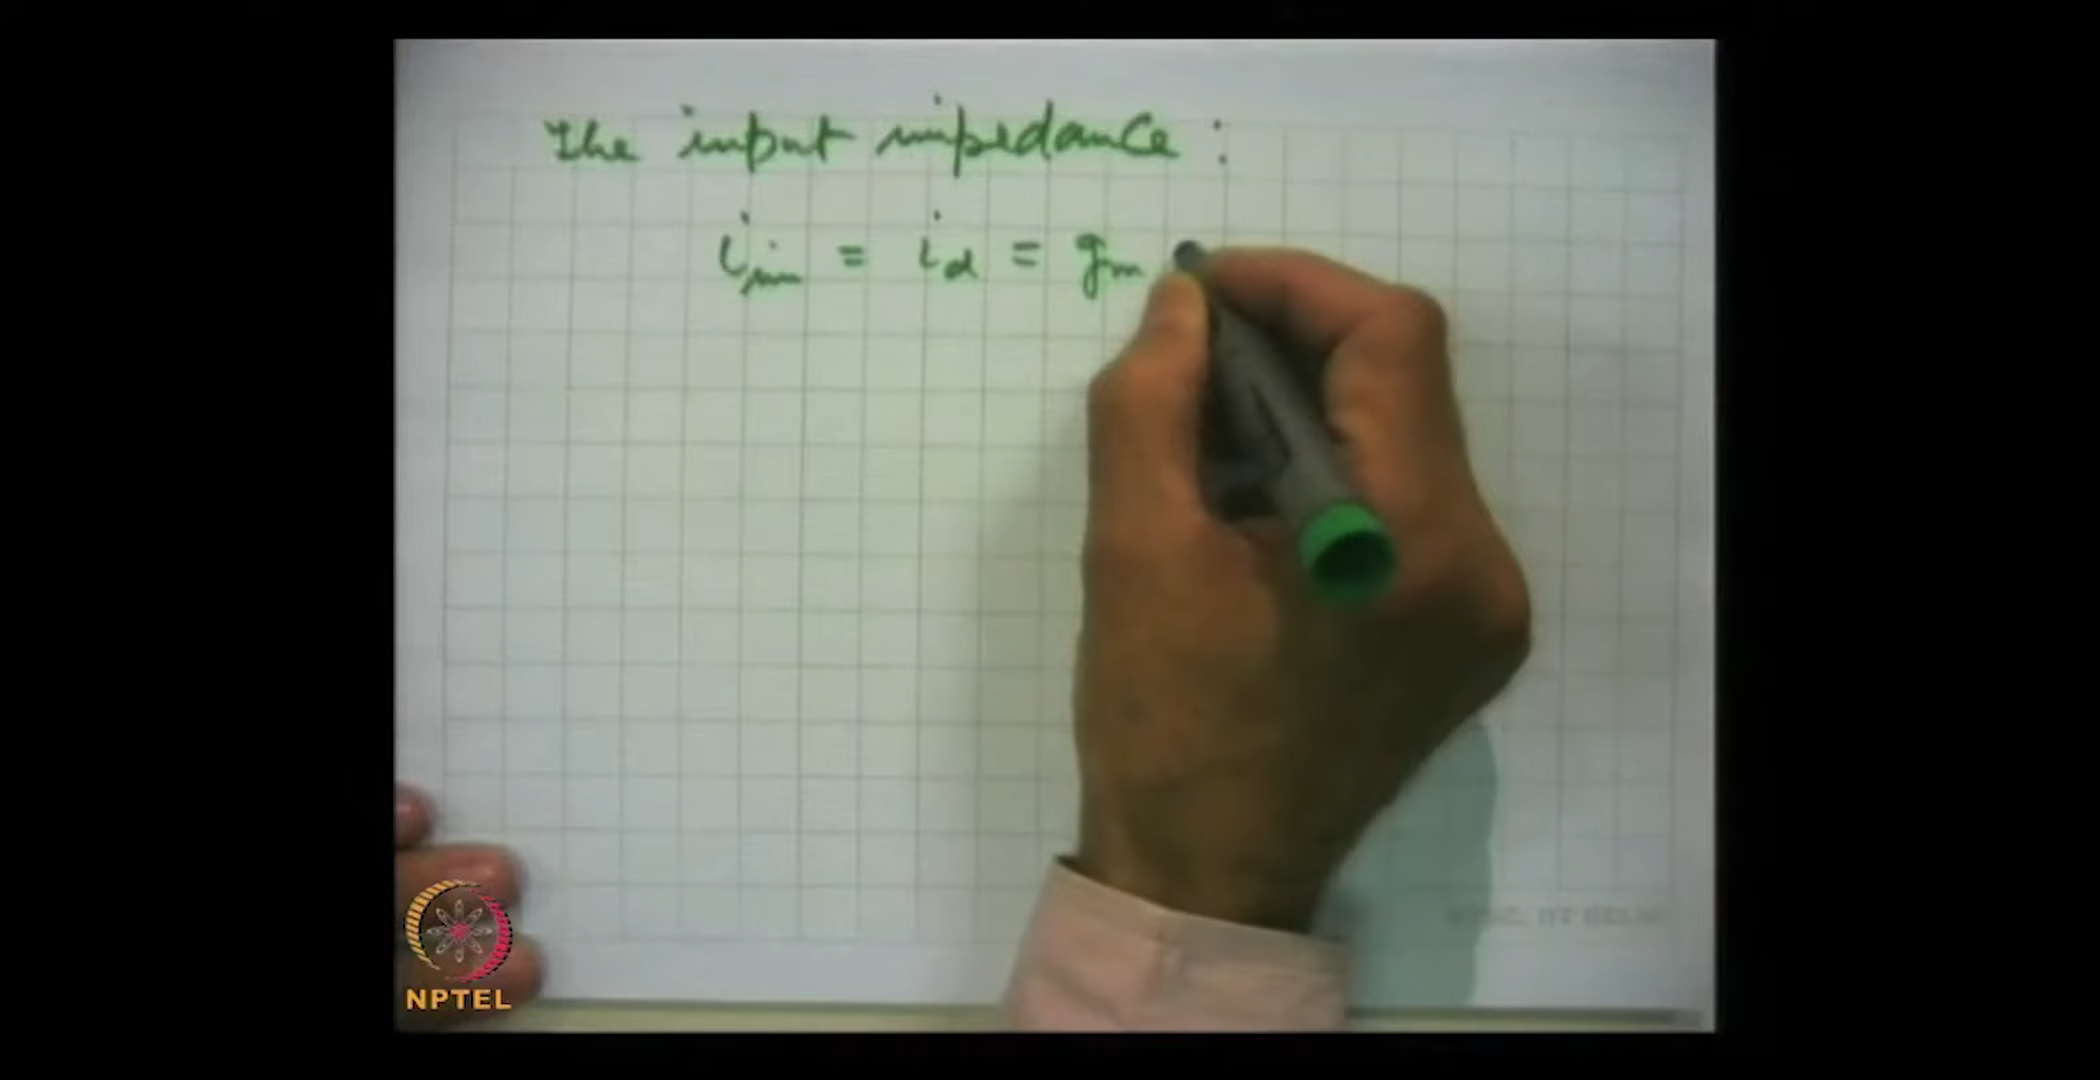 The input impedance :
i_in = i_d = g_m
NPTEL